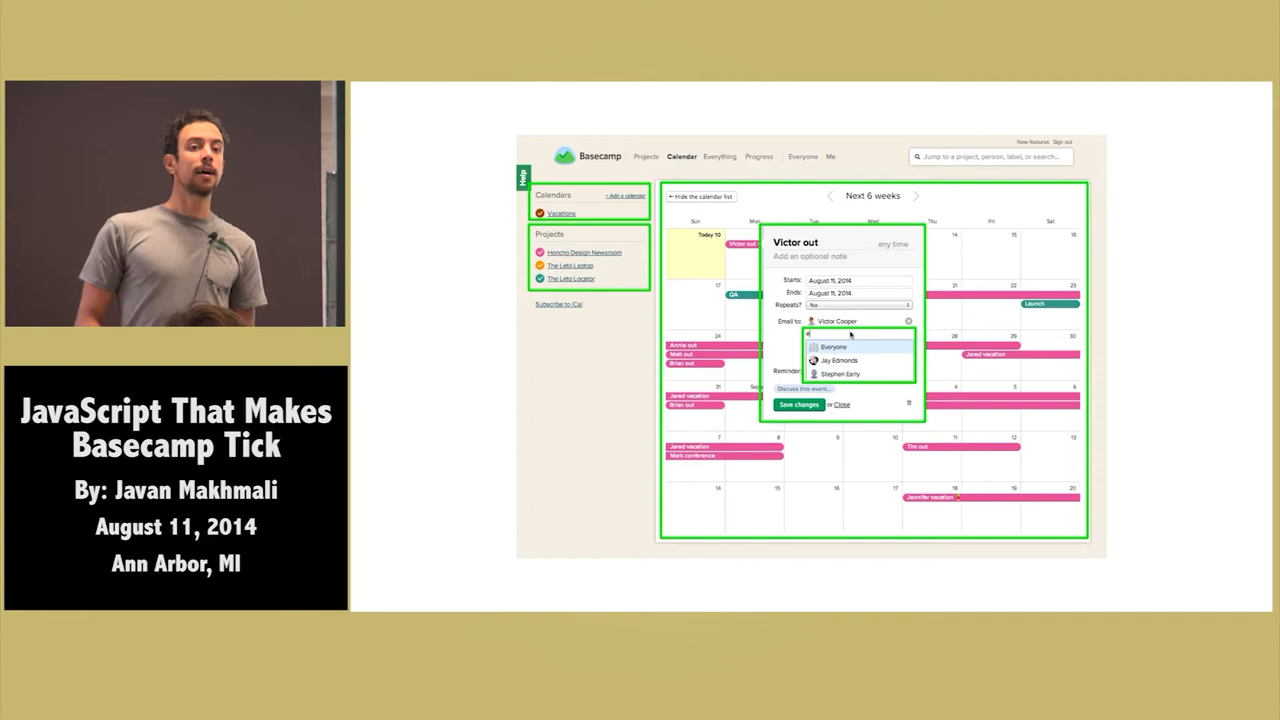 JavaScript That Makes
Basecamp Tick
By: Javan Makhmali
August 11, 2014
Ann Arbor, MI
New features Sign out
Basecamp Projects Calendar Everything Progress Everyone Me
Jump to a project, person, label, or search...
Help
Calendars + Add a calendar
Vacations
Projects
Honcho Design Newsroom
The Leto Laptop
The Leto Locator
Subscribe to iCal
← Hide the calendar list
Next 6 weeks
Sun Mon Tue Wed Thu Fri Sat
Today 10 14 15 16
Victor out
17 21 22 23
QA
Launch
24 28 29 30
Annie out
Matt out Jared vacation
Brian out
31 4 5 6
Jared vacation
Brian out
7 8 9 10 11 12 13
Jared vacation Tim out
Mark conference
14 15 16 17 18 19 20
Jennifer vacation
Victor out any time
Add an optional note
Starts: August 11, 2014
Ends: August 11, 2014
Repeats? No
Email to: Victor Cooper
Everyone
Jay Edmonds
Stephen Early
Reminder:
Discuss this event...
Save changes or Close